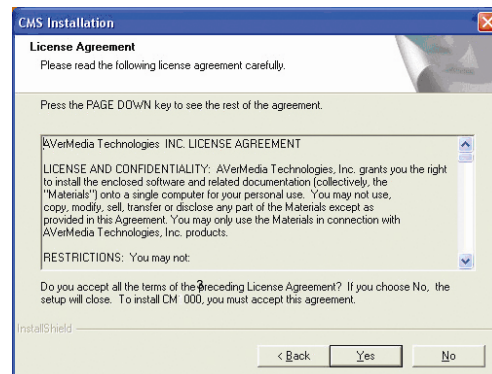 CMS Installation
License Agreement
Please read the following license agreement carefully.
Press the PAGE DOWN key to see the rest of the agreement.
AVerMedia Technologies INC. LICENSE AGREEMENT
LICENSE AND CONFIDENTIALITY: AVerMedia Technologies, Inc. grants you the right
to install the enclosed software and related documentation (collectively, the
"Materials") onto a single computer for your personal use. You may not use,
copy, modify, sell, transfer or disclose any part of the Materials except as
provided in this Agreement. You may only use the Materials in connection with
AVerMedia Technologies, Inc. products.
RESTRICTIONS: You may not:
Do you accept all the terms of the preceding License Agreement? If you choose No, the
setup will close. To install CM 000, you must accept this agreement.
InstallShield
< Back
Yes
No